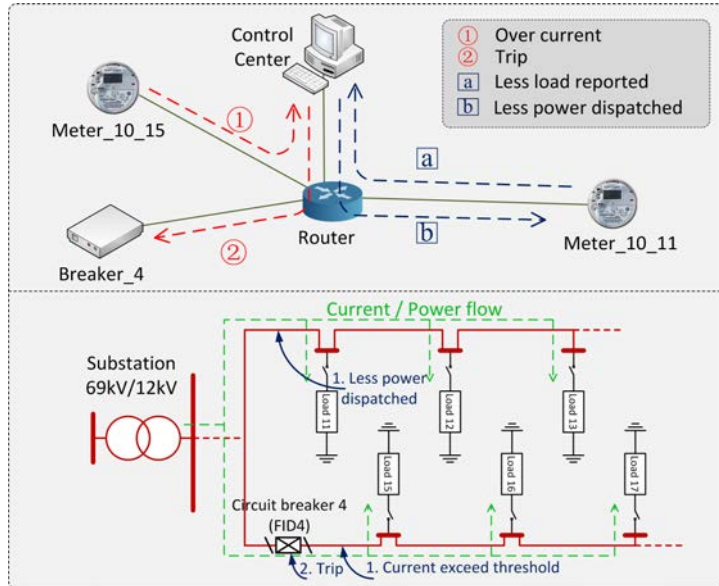 Control
Center
① Over current
② Trip
a Less load reported
b Less power dispatched
Meter_10_15
①
a
②
Router
b
Meter_10_11
Breaker_4
Current / Power flow
Substation
69kV/12kV
1. Less power
dispatched
Load 11
Load 12
Load 13
Load 15
Load 16
Load 17
Circuit breaker 4
(FID4)
2. Trip
1. Current exceed threshold